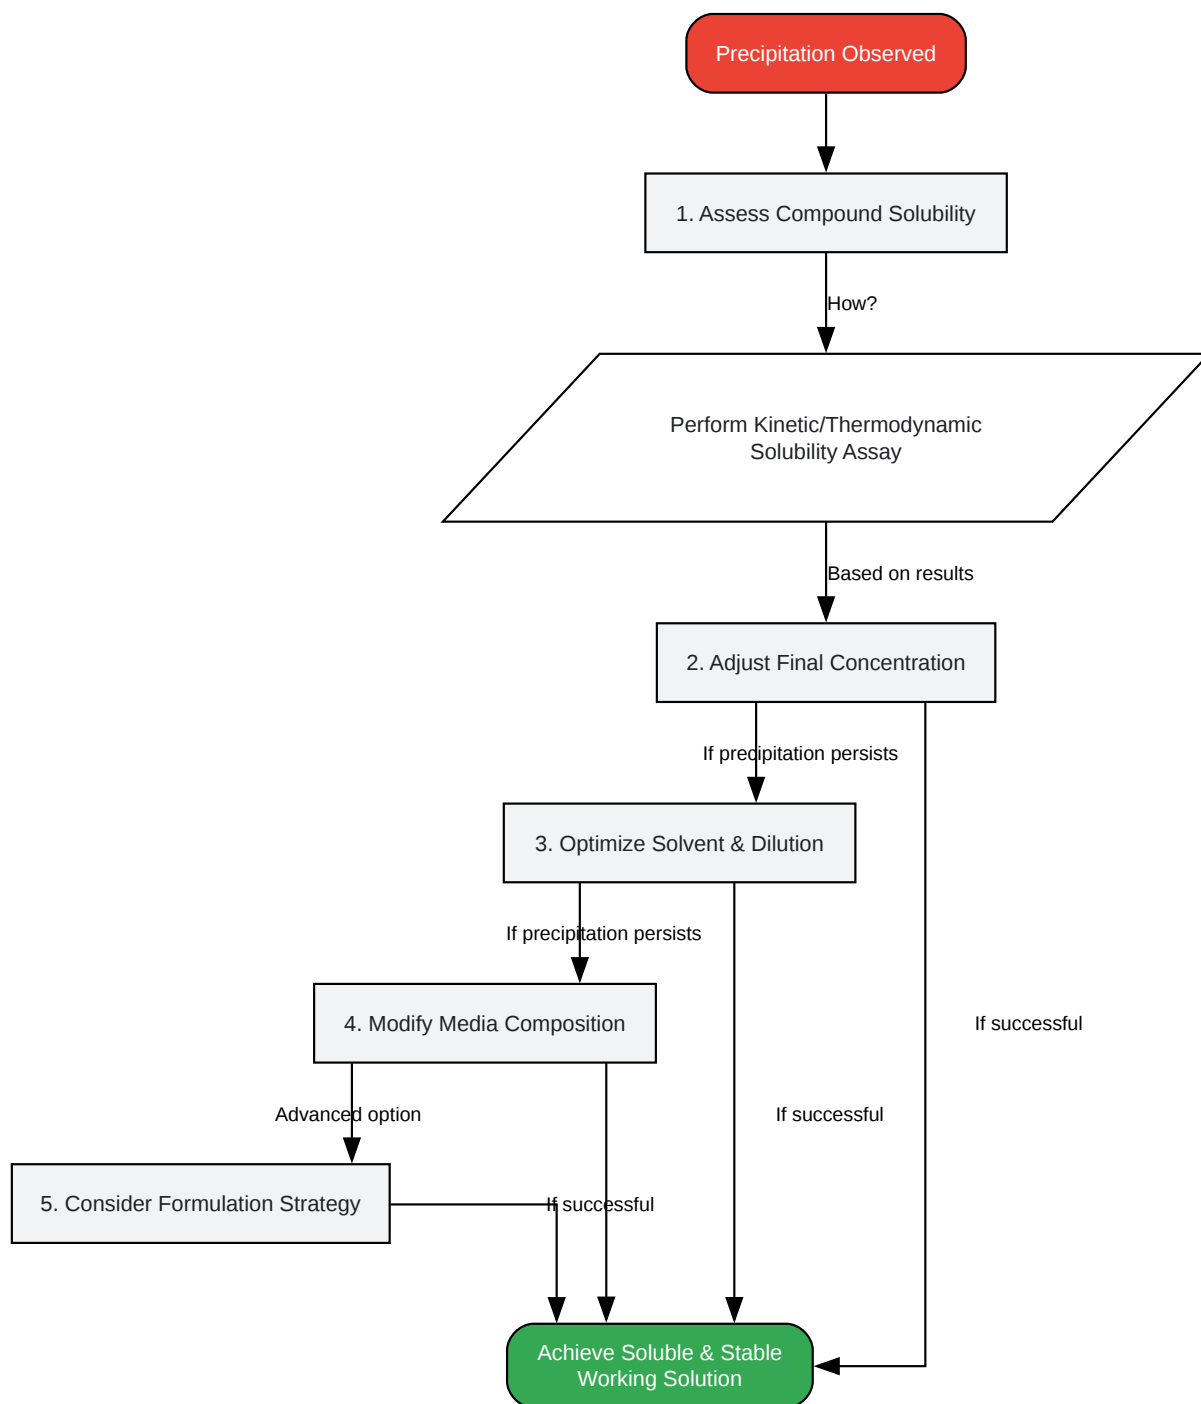 Precipitation Observed
1. Assess Compound Solubility
How?
Perform Kinetic/Thermodynamic
Solubility Assay
Based on results
2. Adjust Final Concentration
If precipitation persists
3. Optimize Solvent & Dilution
If precipitation persists
4. Modify Media Composition
If successful
Advanced option
If successful
5. Consider Formulation Strategy
If successful
Achieve Soluble & Stable
Working Solution